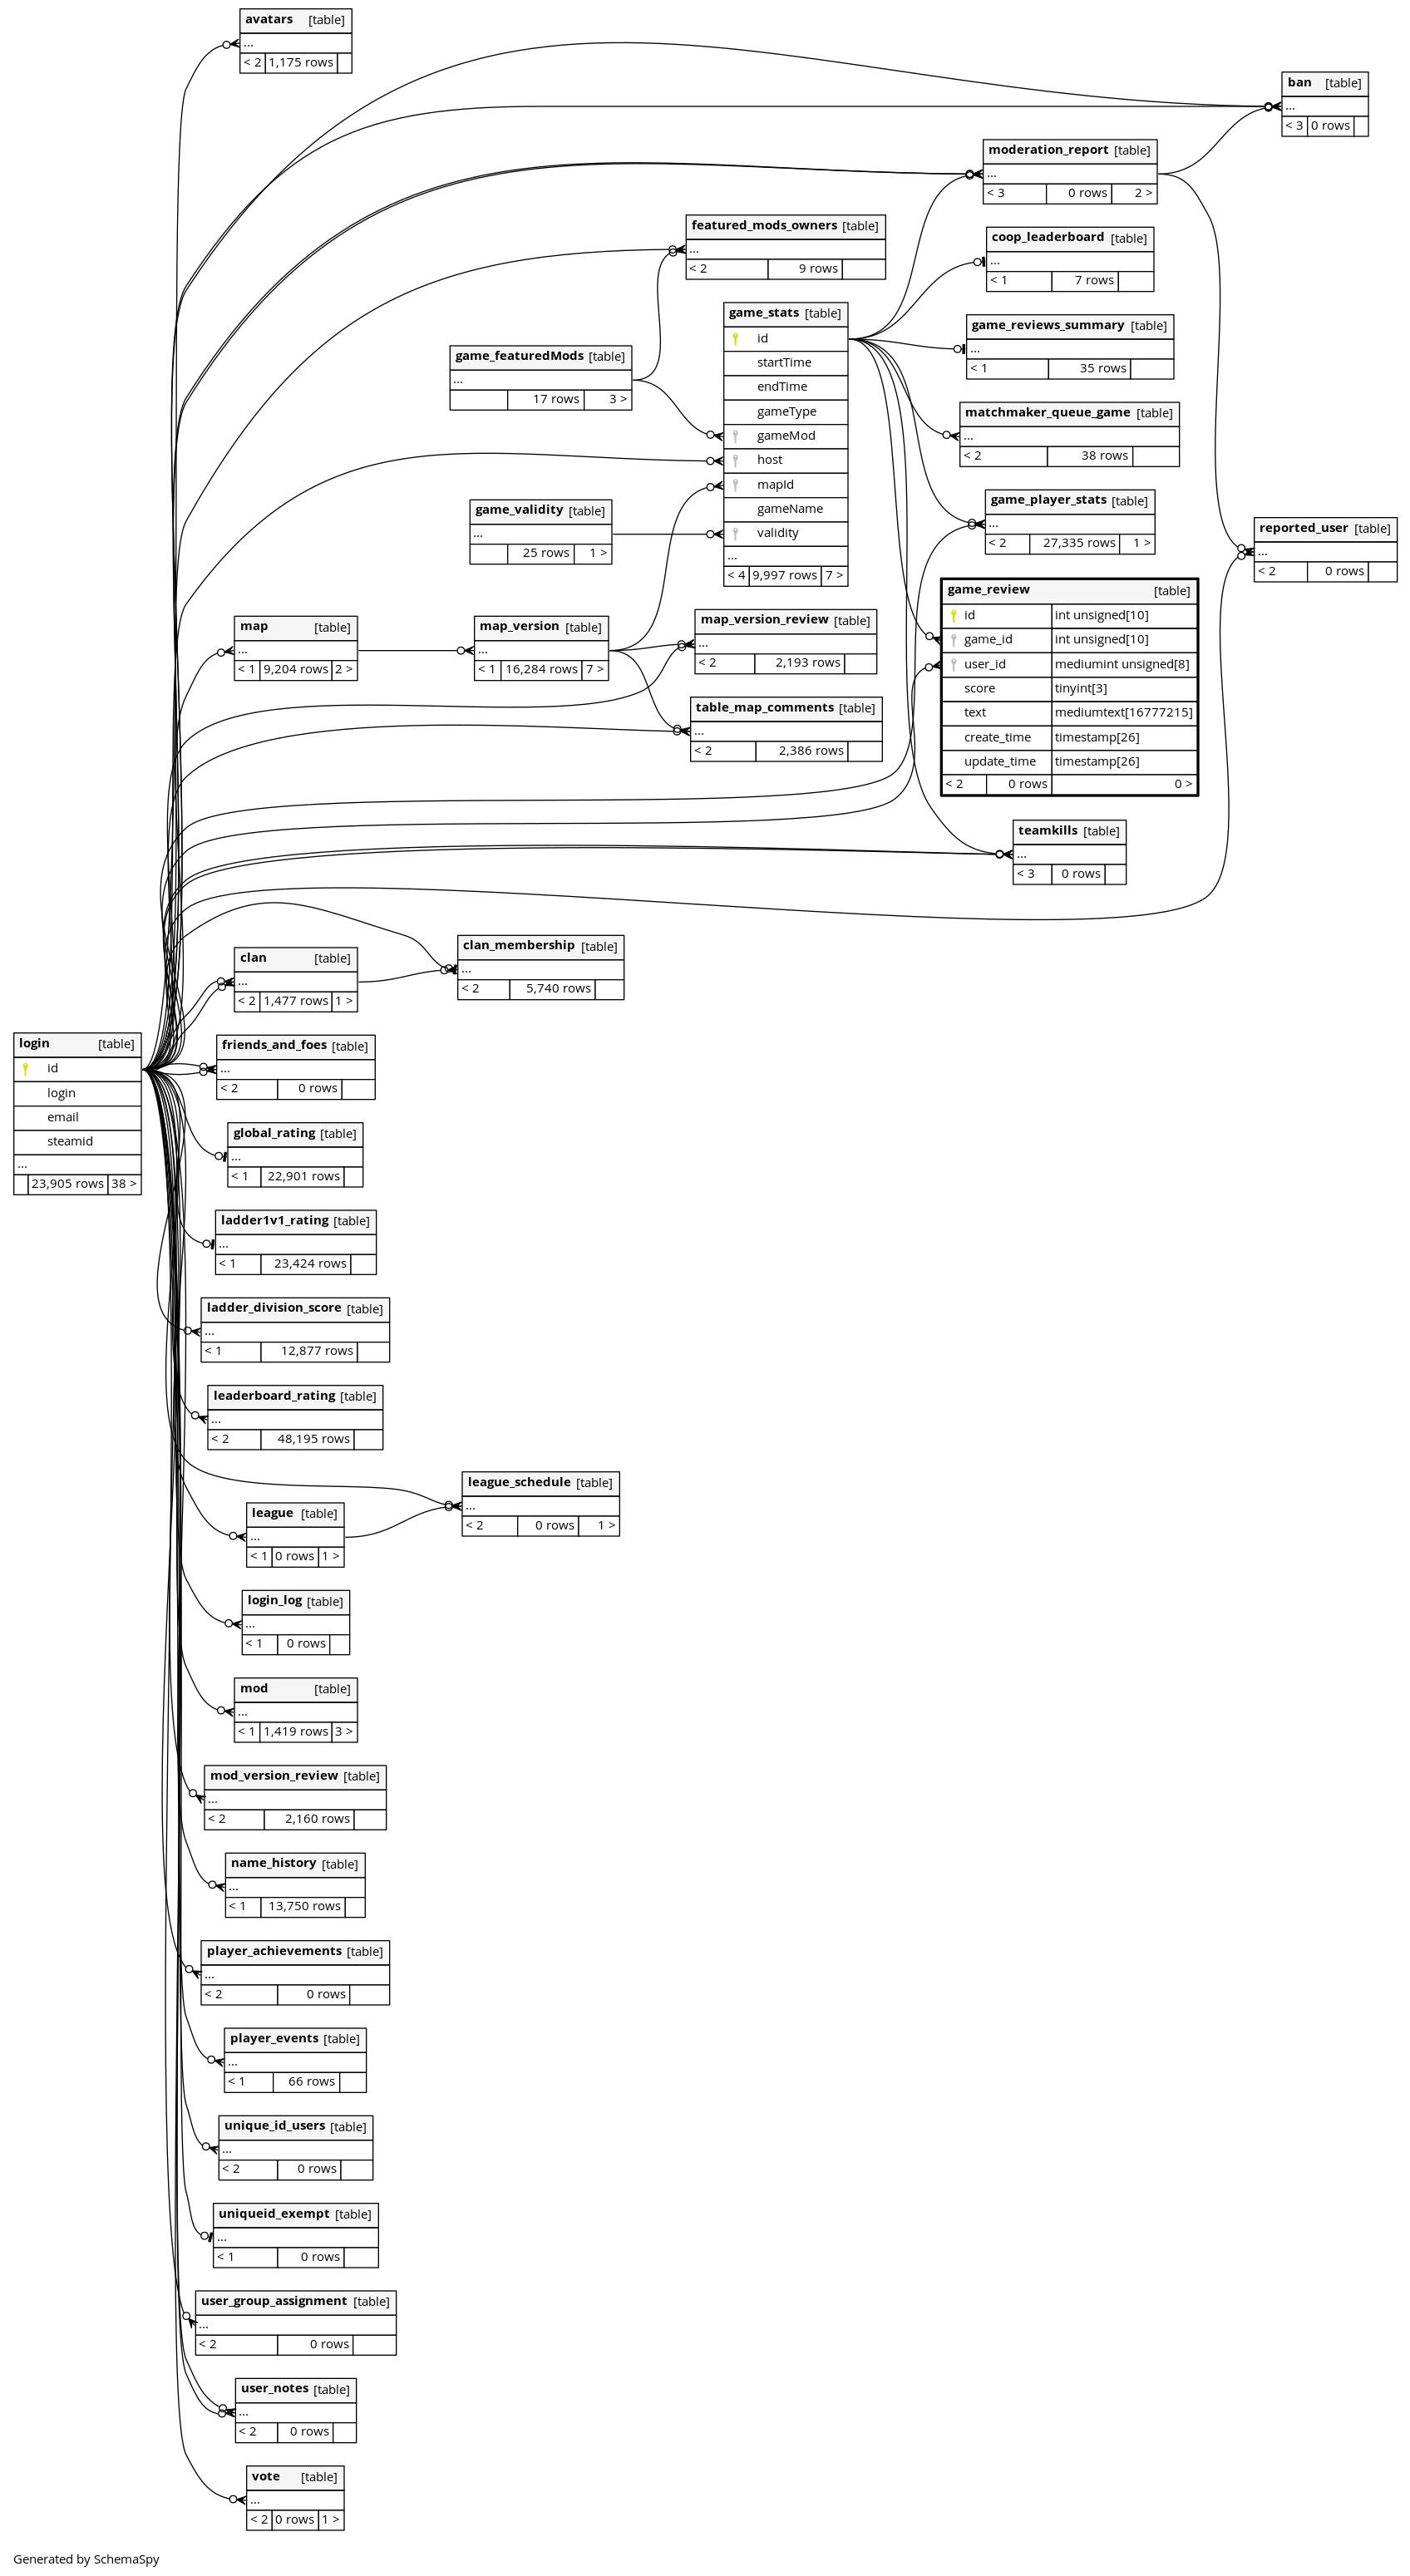 avatars [table]
...
< 2 1,175 rows
ban [table]
...
< 3 0 rows
moderation_report [table]
...
< 3 0 rows 2 >
featured_mods_owners [table]
...
< 2 9 rows
coop_leaderboard [table]
...
< 1 7 rows
game_stats [table]
id
startTime
endTime
gameType
gameMod
host
mapId
gameName
validity
...
< 4 9,997 rows 7 >
game_reviews_summary [table]
...
< 1 35 rows
game_featuredMods [table]
...
17 rows 3 >
matchmaker_queue_game [table]
...
< 2 38 rows
game_validity [table]
...
25 rows 1 >
game_player_stats [table]
...
< 2 27,335 rows 1 >
reported_user [table]
...
< 2 0 rows
game_review [table]
id int unsigned[10]
game_id int unsigned[10]
user_id mediumint unsigned[8]
score tinyint[3]
text mediumtext[16777215]
create_time timestamp[26]
update_time timestamp[26]
< 2 0 rows 0 >
map [table]
...
< 1 9,204 rows 2 >
map_version [table]
...
< 1 16,284 rows 7 >
map_version_review [table]
...
< 2 2,193 rows
table_map_comments [table]
...
< 2 2,386 rows
teamkills [table]
...
< 3 0 rows
clan_membership [table]
...
< 2 5,740 rows
clan [table]
...
< 2 1,477 rows 1 >
login [table]
id
login
email
steamid
...
23,905 rows 38 >
friends_and_foes [table]
...
< 2 0 rows
global_rating [table]
...
< 1 22,901 rows
ladder1v1_rating [table]
...
< 1 23,424 rows
ladder_division_score [table]
...
< 1 12,877 rows
leaderboard_rating [table]
...
< 2 48,195 rows
league_schedule [table]
...
< 2 0 rows 1 >
league [table]
...
< 1 0 rows 1 >
login_log [table]
...
< 1 0 rows
mod [table]
...
< 1 1,419 rows 3 >
mod_version_review [table]
...
< 2 2,160 rows
name_history [table]
...
< 1 13,750 rows
player_achievements [table]
...
< 2 0 rows
player_events [table]
...
< 1 66 rows
unique_id_users [table]
...
< 2 0 rows
uniqueid_exempt [table]
...
< 1 0 rows
user_group_assignment [table]
...
< 2 0 rows
user_notes [table]
...
< 2 0 rows
vote [table]
...
< 2 0 rows 1 >
Generated by SchemaSpy